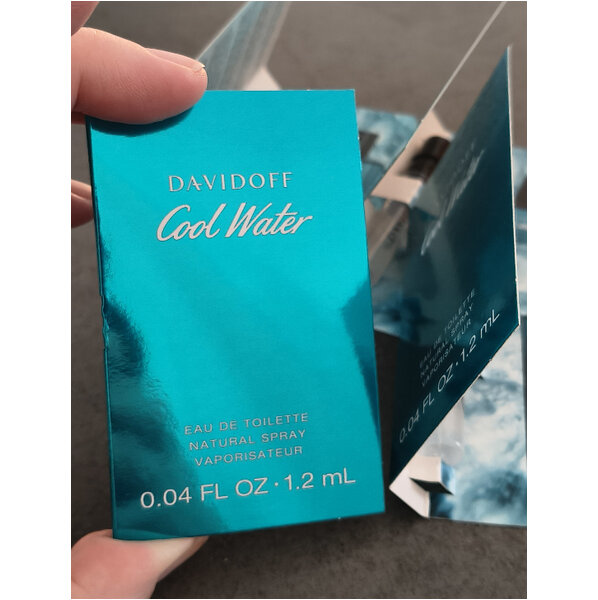 DAVIDOFF
Cool Water
EAU DE TOILETTE
NATURAL SPRAY
VAPORISATEUR
0.04 FL OZ · 1.2 mL
EAU DE TOILETTE
NATURAL SPRAY
VAPORISATEUR
0.04 FL OZ · 1.2 mL